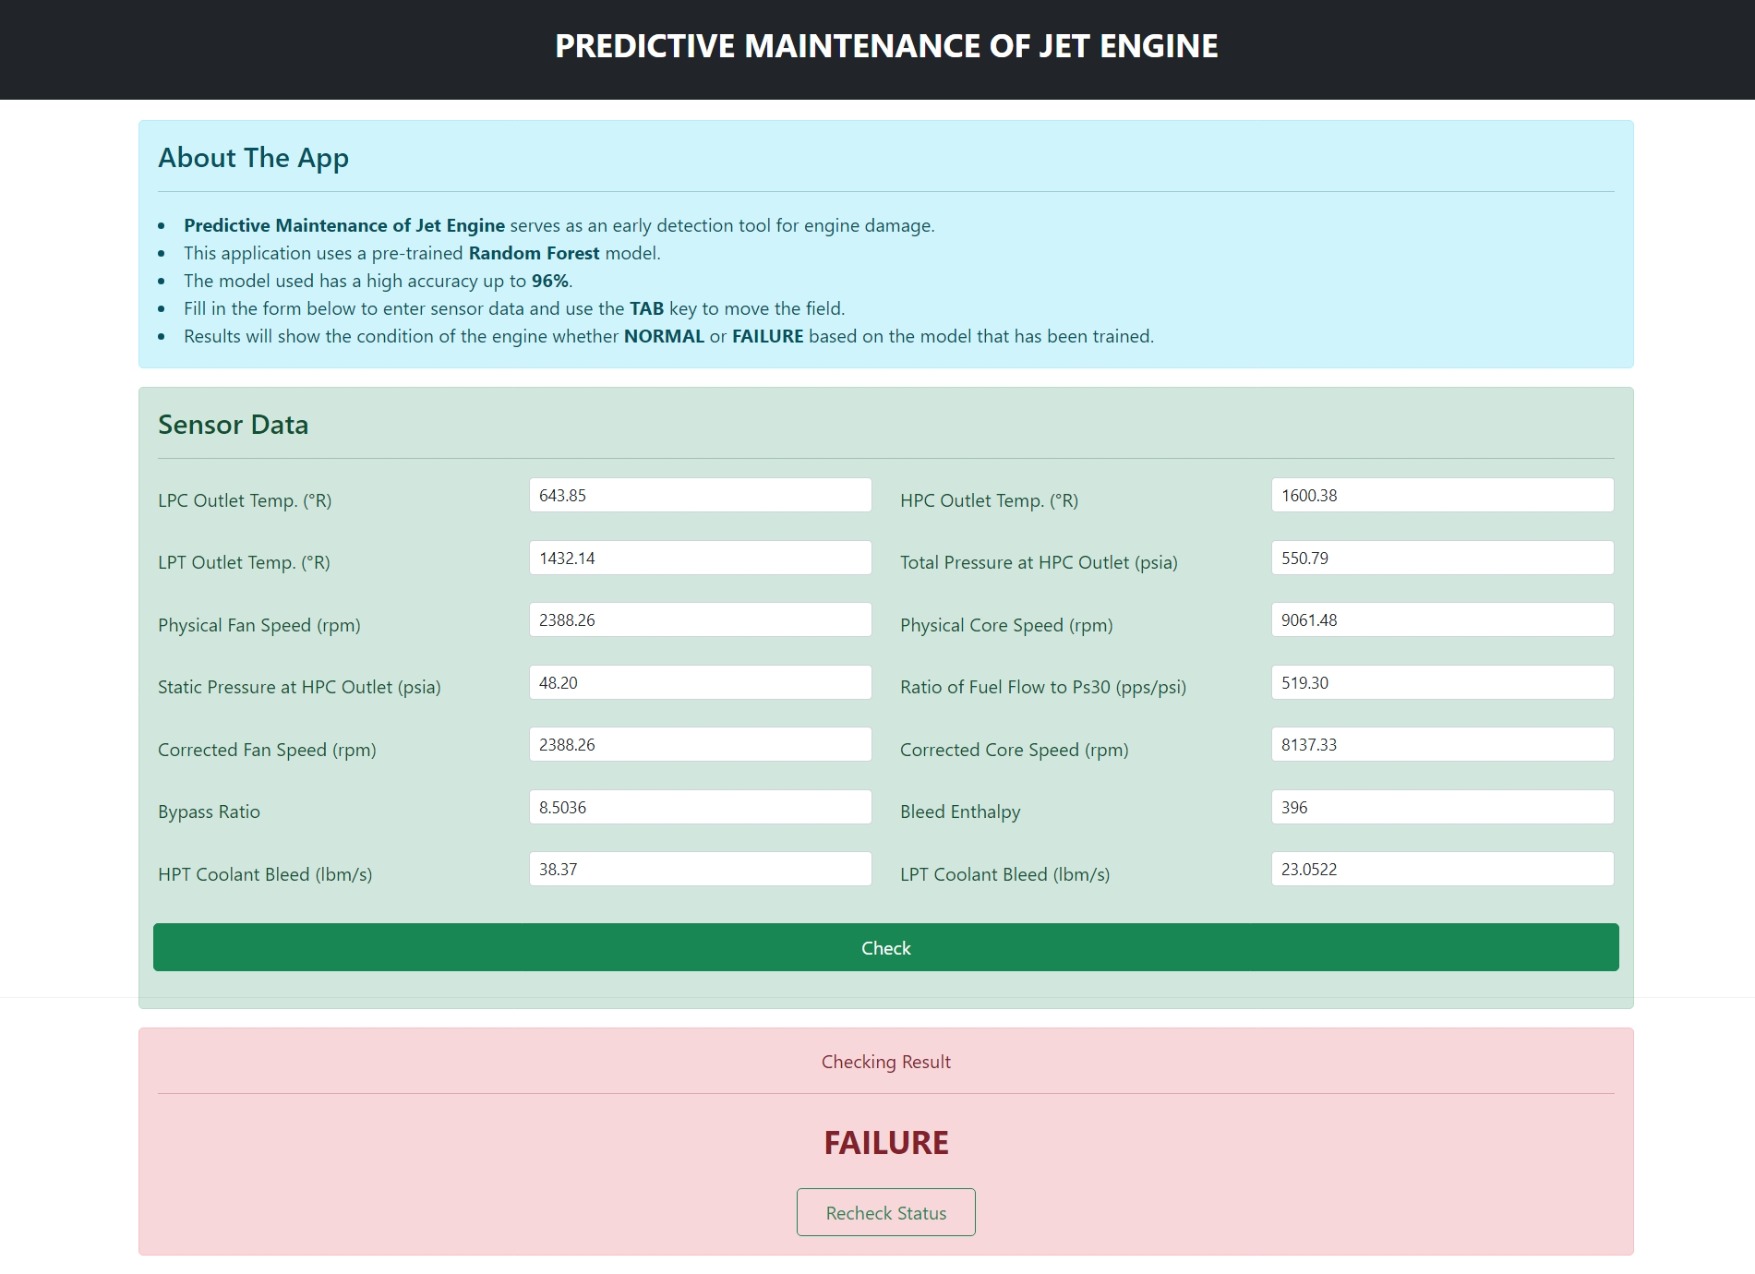 PREDICTIVE MAINTENANCE OF JET ENGINE
About The App
Predictive Maintenance of Jet Engine serves as an early detection tool for engine damage.
This application uses a pre-trained Random Forest model.
The model used has a high accuracy up to 96%.
Fill in the form below to enter sensor data and use the TAB key to move the field.
Results will show the condition of the engine whether NORMAL or FAILURE based on the model that has been trained.
Sensor Data
LPC Outlet Temp. (°R) 643.85 HPC Outlet Temp. (°R) 1600.38
LPT Outlet Temp. (°R) 1432.14 Total Pressure at HPC Outlet (psia) 550.79
Physical Fan Speed (rpm) 2388.26 Physical Core Speed (rpm) 9061.48
Static Pressure at HPC Outlet (psia) 48.20 Ratio of Fuel Flow to Ps30 (pps/psi) 519.30
Corrected Fan Speed (rpm) 2388.26 Corrected Core Speed (rpm) 8137.33
Bypass Ratio 8.5036 Bleed Enthalpy 396
HPT Coolant Bleed (lbm/s) 38.37 LPT Coolant Bleed (lbm/s) 23.0522
Check
Checking Result
FAILURE
Recheck Status